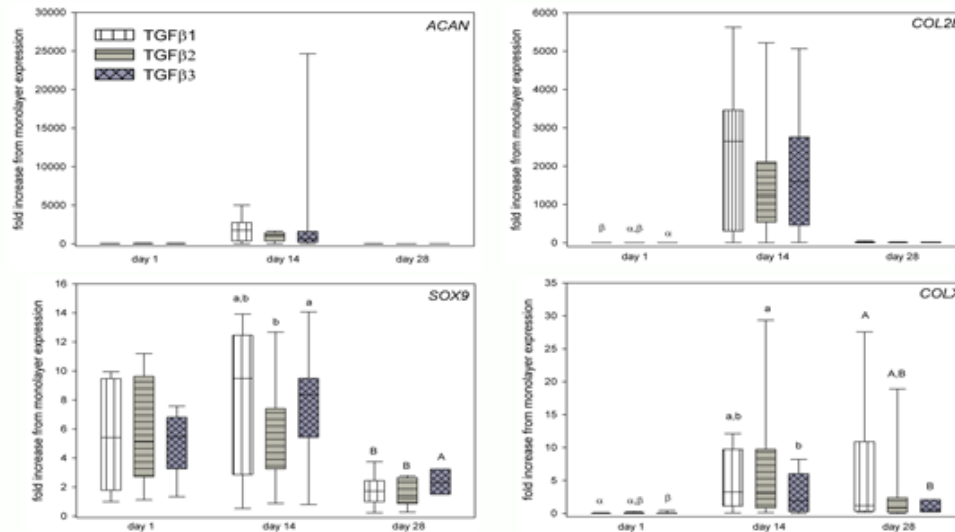 ACAN
fold increase from monolayer expression
30000
25000
20000
15000
10000
5000
0
TGFβ1
TGFβ2
TGFβ3
day 1 day 14 day 28
fold increase from monolayer expression
6000
5000
4000
3000
2000
1000
0
β α,β α
day 1 day 14 day 28
SOX9
fold increase from monolayer expression
16
14
12
10
8
6
4
2
0
a,b b a
B B A
day 1 day 14 day 28
fold increase from monolayer expression
35
30
25
20
15
10
5
0
α α,β β
a,b a b
A A,B B
day 1 day 14 day 28